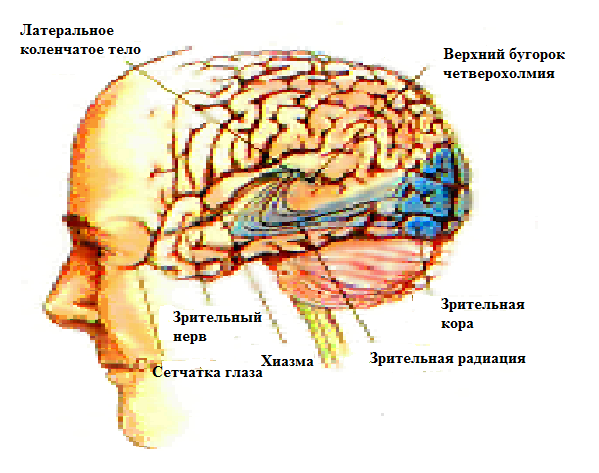 Латеральное
коленчатое тело
Верхний бугорок
четверохолмия
Зрительный
нерв
Сетчатка глаза
Хиазма
Зрительная радиация
Зрительная
кора